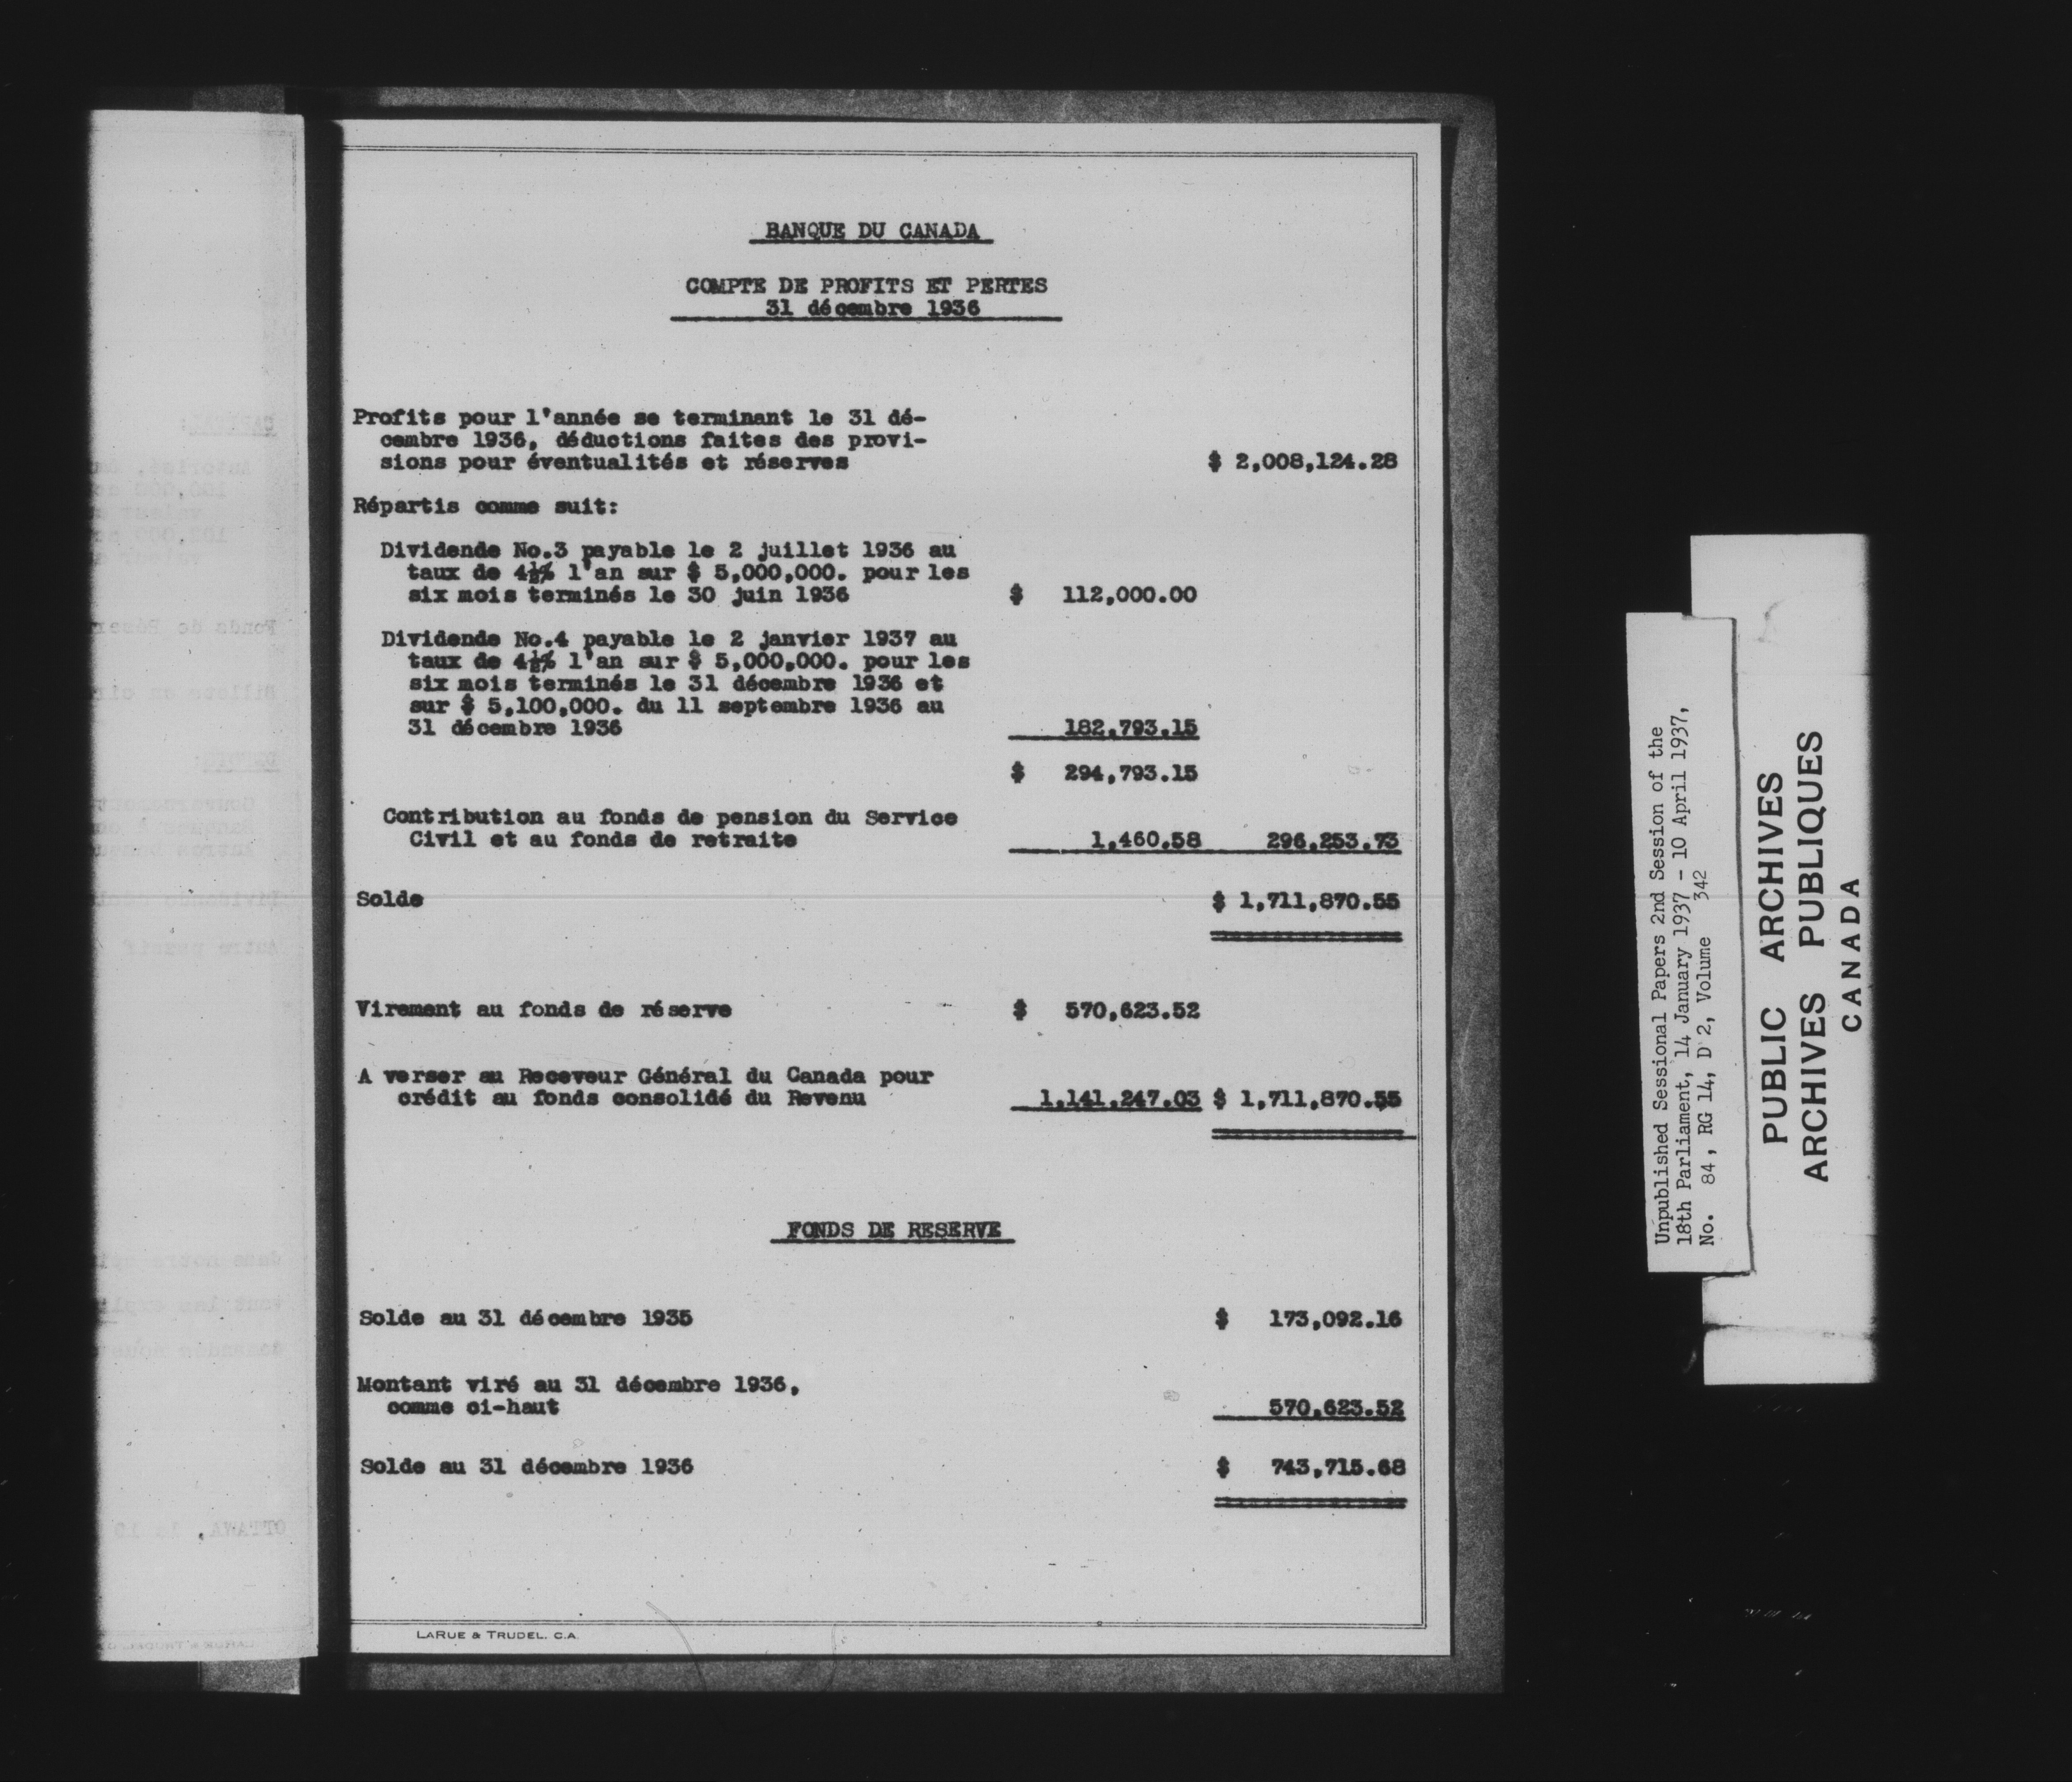 BANQUE DU CANADA
COMPTE DE PROFITS ET PERTES
31 décembre 1936
Profits pour l'année se terminant le 31 dé-
cembre 1936, déductions faites des provi-
sions pour éventualités et réserves $ 2,008,124.28
Répartis comme suit:
Dividende No.3 payable le 2 juillet 1936 au
taux de 4½% l'an sur $ 5,000,000. pour les
six mois terminés le 30 juin 1936 $ 112,000.00
Dividende No.4 payable le 2 janvier 1937 au
taux de 4½% l'an sur $ 5,000,000. pour les
six mois terminés le 31 décembre 1936 et
sur $ 5,100,000. du 11 septembre 1936 au
31 décembre 1936 182,793.15
$ 294,793.15
Contribution au fonds de pension du Service
Civil et au fonds de retraite 1,460.58 296,253.73
Solde $ 1,711,870.55
Virement au fonds de réserve $ 570,623.52
A verser au Receveur Général du Canada pour
crédit au fonds consolidé du Revenu 1,141,247.03 $ 1,711,870.55
FONDS DE RESERVE
Solde au 31 décembre 1935 $ 173,092.16
Montant viré au 31 décembre 1936,
comme ci-haut 570,623.52
Solde au 31 décembre 1936 $ 743,715.68
LARUE & TRUDEL. C.A.
Unpublished Sessional Papers 2nd Session of the
18th Parliament, 14 January 1937 - 10 April 1937,
No. 84, RG 14, D 2, Volume 342
PUBLIC ARCHIVES
ARCHIVES PUBLIQUES
CANADA